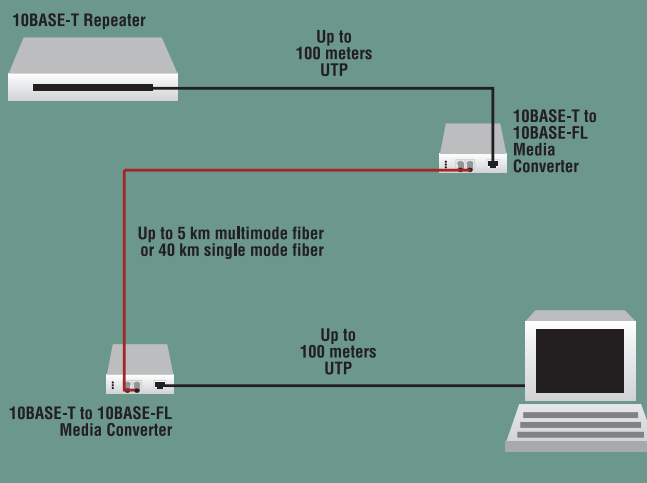 10BASE-T Repeater
Up to
100 meters
UTP
10BASE-T to
10BASE-FL
Media
Converter
Up to 5 km multimode fiber
or 40 km single mode fiber
Up to
100 meters
UTP
10BASE-T to 10BASE-FL
Media Converter